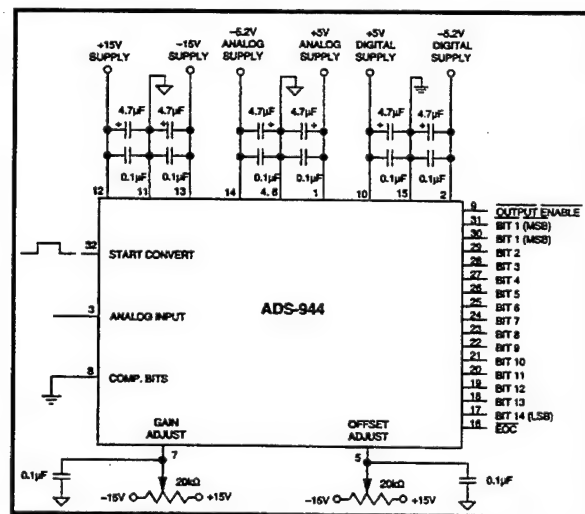 +15V SUPPLY
−15V SUPPLY
−5.2V ANALOG SUPPLY
+5V ANALOG SUPPLY
+5V DIGITAL SUPPLY
−5.2V DIGITAL SUPPLY
4.7µF 4.7µF 4.7µF 4.7µF 4.7µF 4.7µF
+ + + + + +
0.1µF 0.1µF 0.1µF 0.1µF 0.1µF 0.1µF
12 11 13 14 4, 6 1 10 15 2
9 OUTPUT ENABLE
31 BIT 1 (MSB)
30 BIT 1 (MSB)
29 BIT 2
28 BIT 3
27 BIT 4
26 BIT 5
25 BIT 6
24 BIT 7
23 BIT 8
22 BIT 9
21 BIT 10
20 BIT 11
19 BIT 12
18 BIT 13
17 BIT 14 (LSB)
16 EOC
32 START CONVERT
3 ANALOG INPUT
ADS-944
8 COMP. BITS
GAIN ADJUST
OFFSET ADJUST
7
5
0.1µF
20kΩ
−15V +15V
20kΩ
−15V +15V
0.1µF